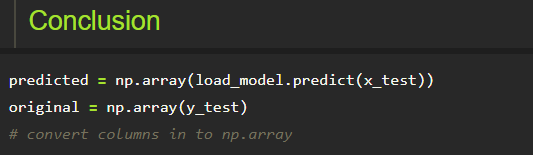 Conclusion
predicted = np.array(load_model.predict(x_test))
original = np.array(y_test)
# convert columns in to np.array